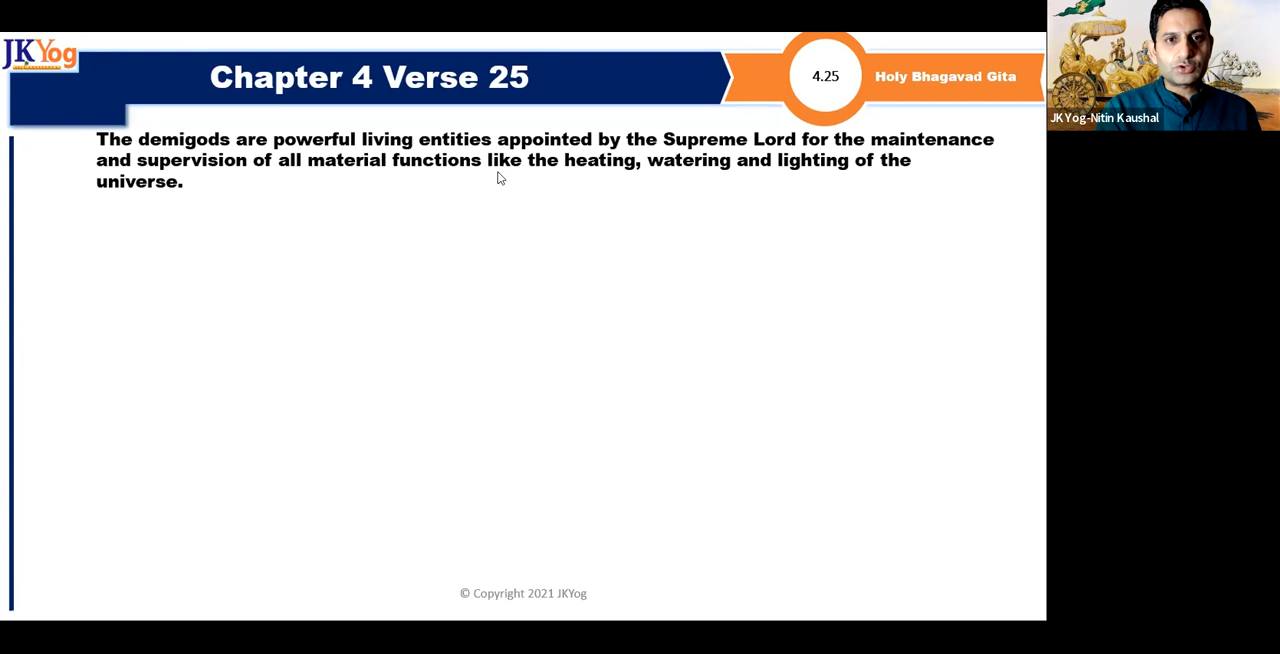 JKYog
Chapter 4 Verse 25
4.25
Holy Bhagavad Gita
JKYog-Nitin Kaushal
The demigods are powerful living entities appointed by the Supreme Lord for the maintenance
and supervision of all material functions like the heating, watering and lighting of the
universe.
© Copyright 2021 JKYog